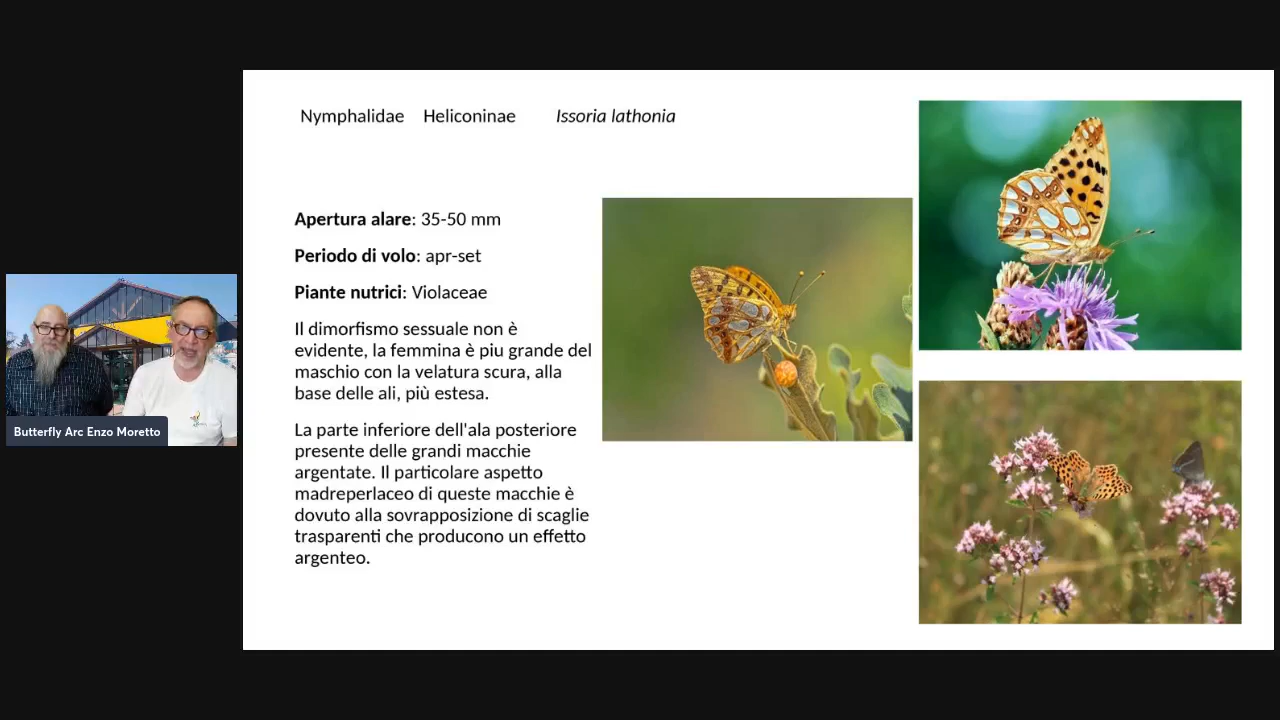 Nymphalidae Heliconinae Issoria lathonia
Apertura alare: 35-50 mm
Periodo di volo: apr-set
Piante nutrici: Violaceae
Il dimorfismo sessuale non è
evidente, la femmina è piu grande del
maschio con la velatura scura, alla
base delle ali, più estesa.
La parte inferiore dell'ala posteriore
presente delle grandi macchie
argentate. Il particolare aspetto
madreperlaceo di queste macchie è
dovuto alla sovrapposizione di scaglie
trasparenti che producono un effetto
argenteo.
Butterfly Arc Enzo Moretto